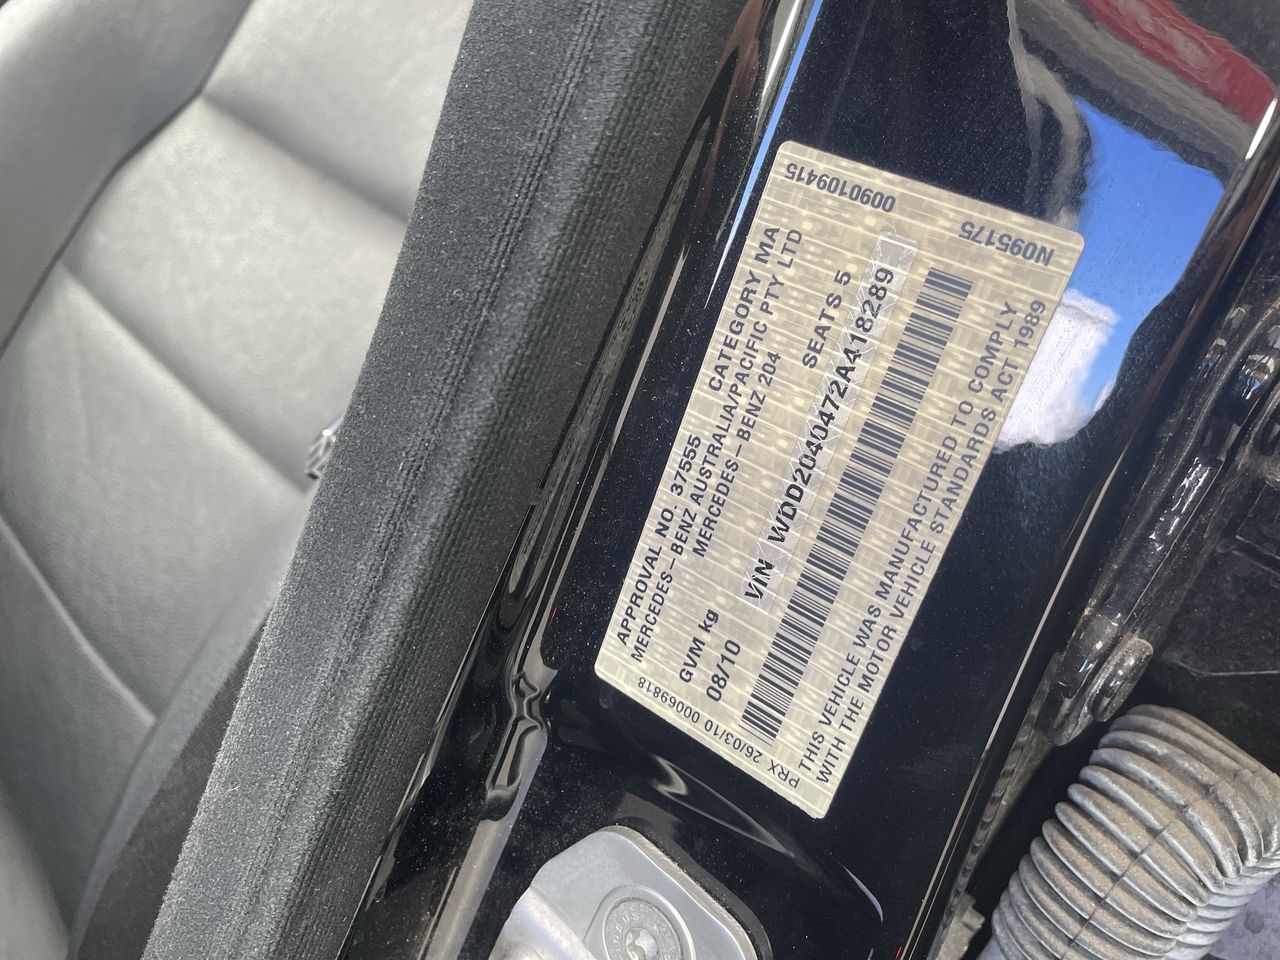 APPROVAL NO. 37555 CATEGORY MA
MERCEDES-BENZ AUSTRALIA/PACIFIC PTY LTD
MERCEDES-BENZ 204
GVM kg SEATS 5
08/10
VIN WDD2040472A418289
THIS VEHICLE WAS MANUFACTURED TO COMPLY
WITH THE MOTOR VEHICLE STANDARDS ACT 1989
PRX 26/03/10 00069818
0090109415 N095175